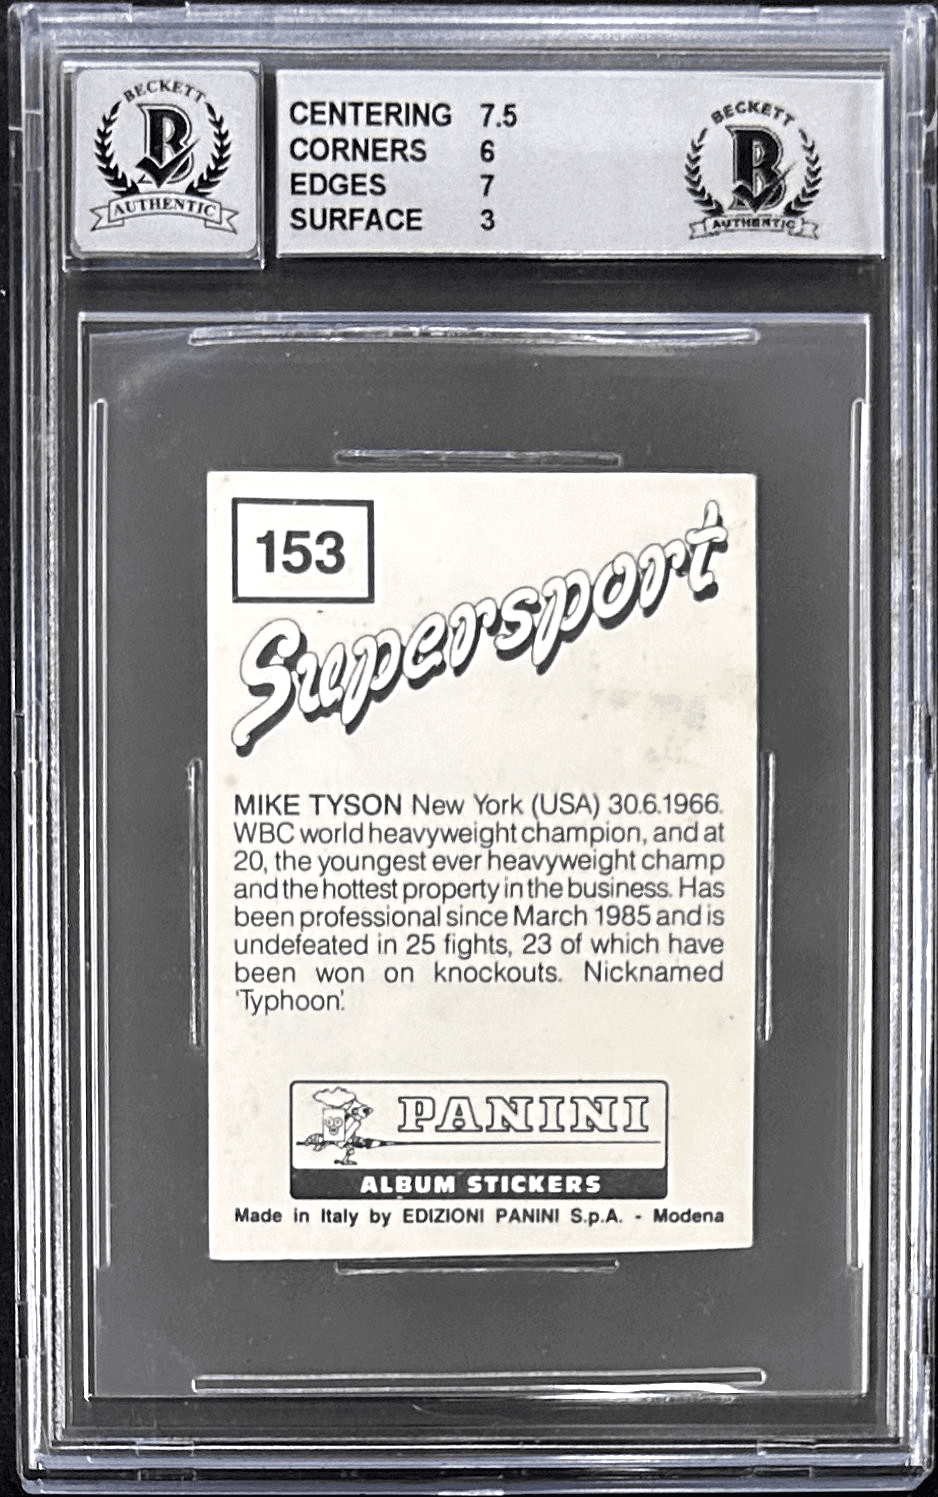 BECKETT
B
AUTHENTIC
CENTERING 7.5
CORNERS 6
EDGES 7
SURFACE 3
BECKETT
B
AUTHENTIC
153
Supersport
MIKE TYSON New York (USA) 30.6.1966.
WBC world heavyweight champion, and at
20, the youngest ever heavyweight champ
and the hottest property in the business. Has
been professional since March 1985 and is
undefeated in 25 fights, 23 of which have
been won on knockouts. Nicknamed
'Typhoon'.
PANINI
ALBUM STICKERS
Made in Italy by EDIZIONI PANINI S.p.A. - Modena